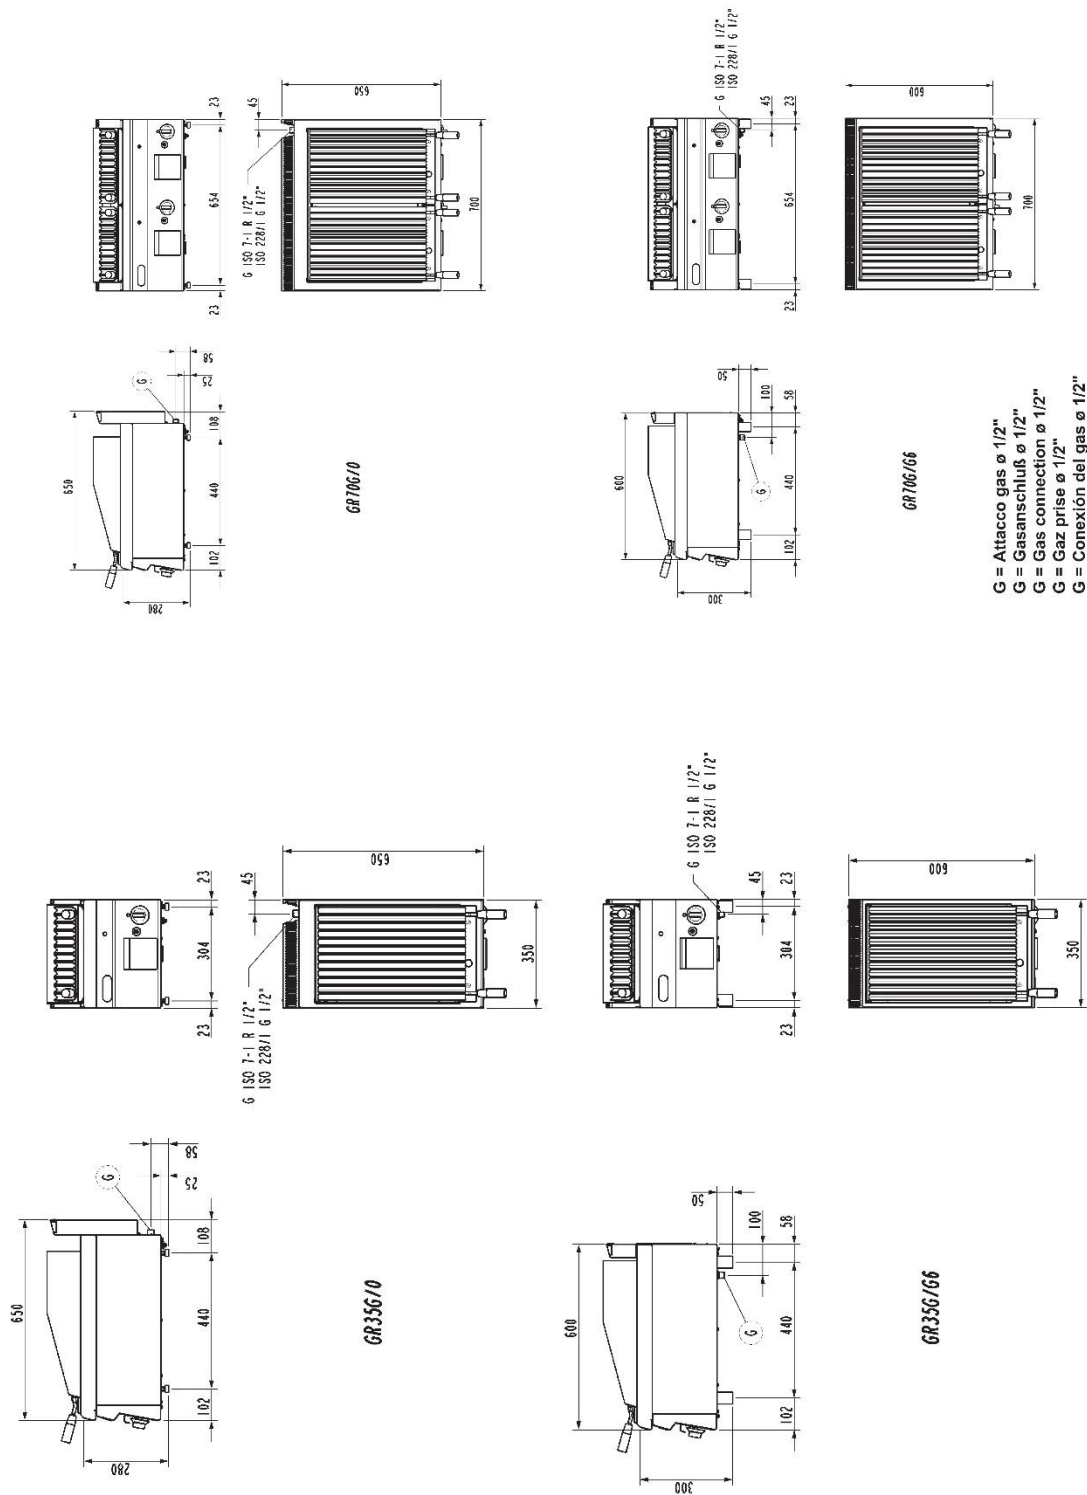 650
280
102
440
108
25
58
G
GR35G/0
23
304
23
G ISO 7-1 R 1/2"
ISO 228/1 G 1/2"
45
650
350
650
280
102
440
108
25
58
G
GR70G/0
23
654
23
G ISO 7-1 R 1/2"
ISO 228/1 G 1/2"
45
650
700
600
300
102
440
58
100
50
G
GR35G/G6
23
304
23
45
G ISO 7-1 R 1/2"
ISO 228/1 G 1/2"
600
350
600
300
102
440
58
100
50
G
GR70G/G6
23
654
23
45
G ISO 7-1 R 1/2"
ISO 228/1 G 1/2"
600
700
G = Attacco gas ø 1/2"
G = Gasanschluß ø 1/2"
G = Gas connection ø 1/2"
G = Gaz prise ø 1/2"
G = Conexión del gas ø 1/2"